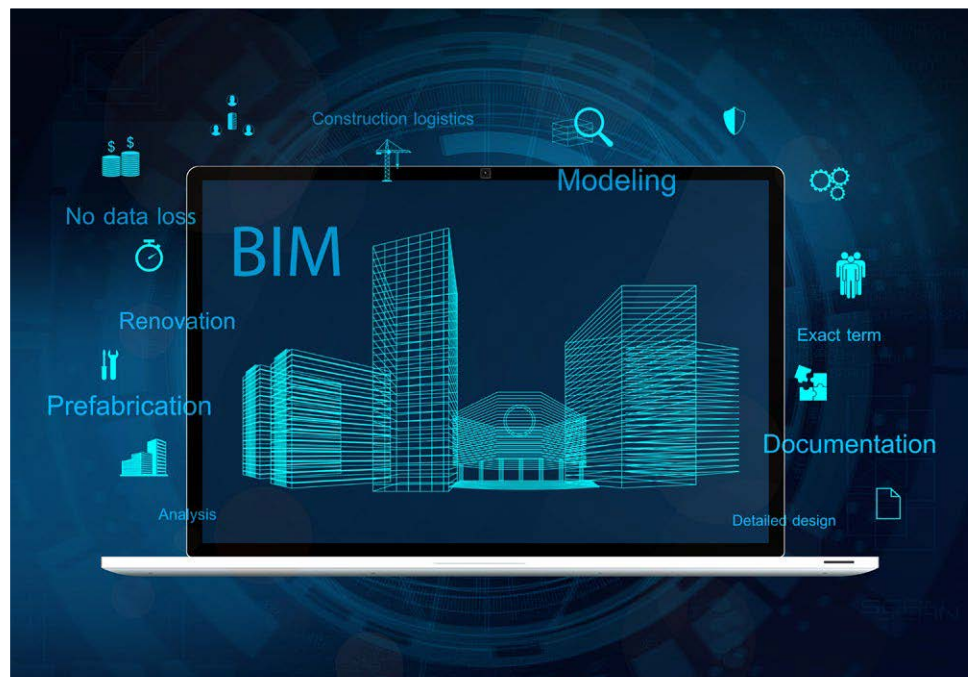 Construction logistics
Modeling
No data loss
BIM
Renovation
Exact term
Prefabrication
Documentation
Analysis
Detailed design